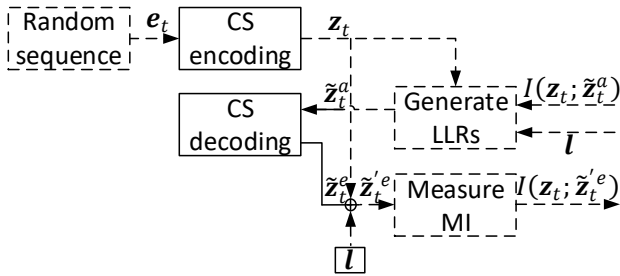 Random
sequence
e_t
CS
encoding
z_t
z̃_t^a
CS
decoding
Generate
LLRs
I(z_t; z̃_t^a)
l
z̃_t^e
z̃_t^{'e}
Measure
MI
I(z_t; z̃_t^{'e})
l